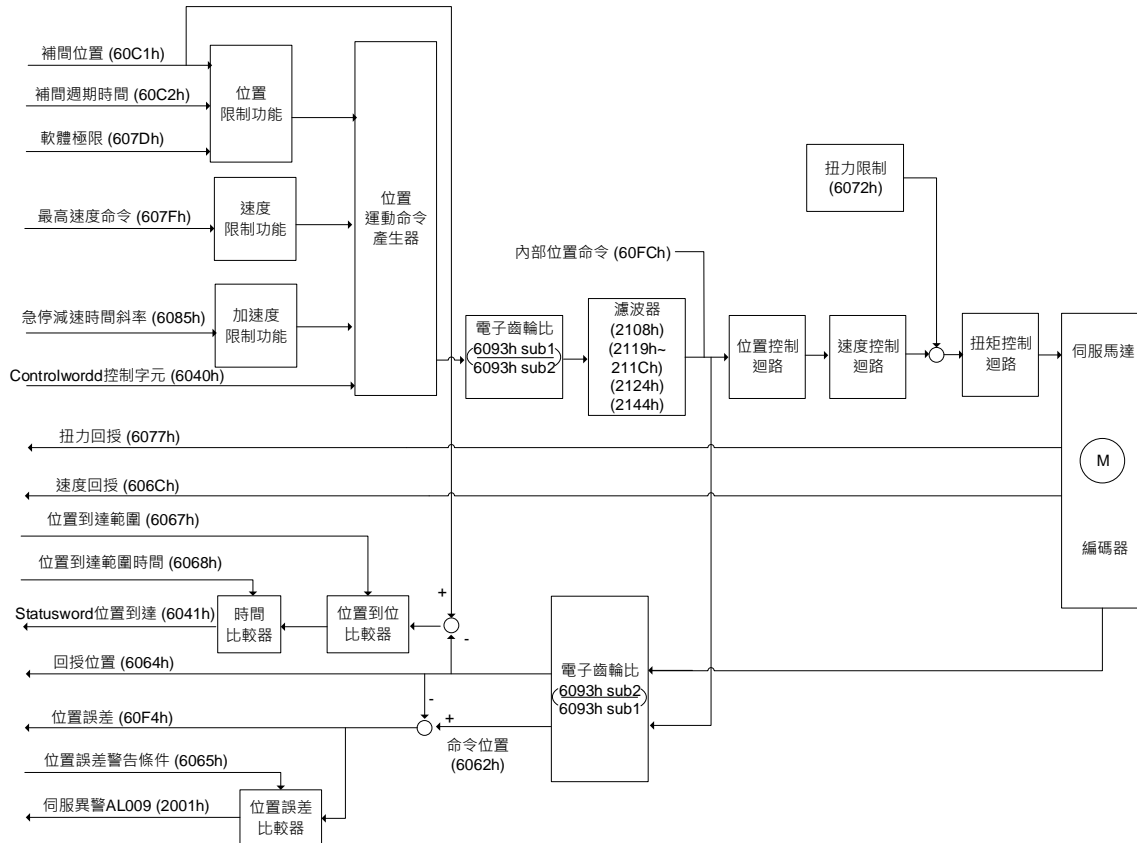 補間位置 (60C1h)
補間週期時間 (60C2h)
軟體極限 (607Dh)
位置
限制功能
最高速度命令 (607Fh)
速度
限制功能
急停減速時間斜率 (6085h)
加速度
限制功能
Controlwordd控制字元 (6040h)
位置
運動命令
產生器
電子齒輪比
6093h sub1
6093h sub2
濾波器
(2108h)
(2119h~
211Ch)
(2124h)
(2144h)
內部位置命令 (60FCh)
位置控制
迴路
速度控制
迴路
扭力限制
(6072h)
扭矩控制
迴路
伺服馬達
M
編碼器
扭力回授 (6077h)
速度回授 (606Ch)
位置到達範圍 (6067h)
位置到達範圍時間 (6068h)
Statusword位置到達 (6041h)
時間
比較器
位置到位
比較器
+
-
回授位置 (6064h)
電子齒輪比
6093h sub2
6093h sub1
-
+
位置誤差 (60F4h)
命令位置
(6062h)
位置誤差警告條件 (6065h)
伺服異警AL009 (2001h)
位置誤差
比較器